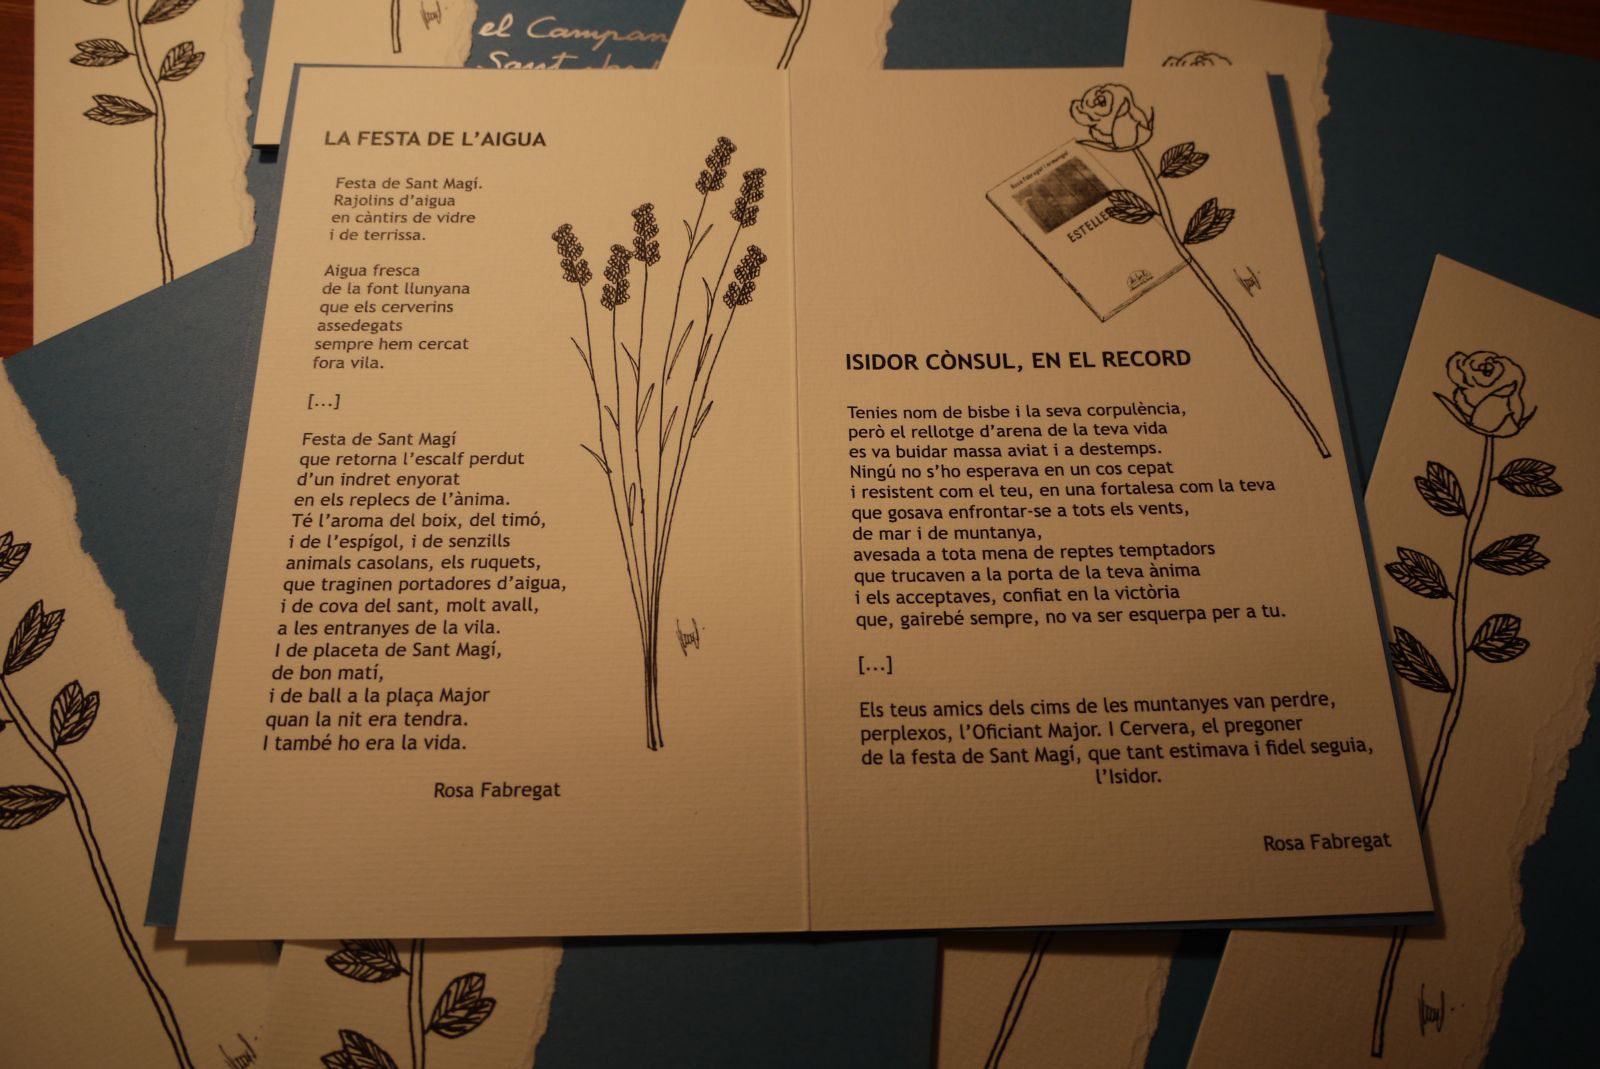 el Campan
Sant
LA FESTA DE L'AIGUA
Festa de Sant Magí.
Rajolins d'aigua
en càntirs de vidre
i de terrissa.
Aigua fresca
de la font llunyana
que els cerverins
assedegats
sempre hem cercat
fora vila.
[...]
Festa de Sant Magí
que retorna l'escalf perdut
d'un indret enyorat
en els replecs de l'ànima.
Té l'aroma del boix, del timó,
i de l'espígol, i de senzills
animals casolans, els ruquets,
que traginen portadores d'aigua,
i de cova del sant, molt avall,
a les entranyes de la vila.
I de placeta de Sant Magí,
de bon matí,
i de ball a la plaça Major
quan la nit era tendra.
I també ho era la vida.
Rosa Fabregat
Rosa Fabregat i Armengol
ESTELLE
ISIDOR CÒNSUL, EN EL RECORD
Tenies nom de bisbe i la seva corpulència,
però el rellotge d'arena de la teva vida
es va buidar massa aviat i a destemps.
Ningú no s'ho esperava en un cos cepat
i resistent com el teu, en una fortalesa com la teva
que gosava enfrontar-se a tots els vents,
de mar i de muntanya,
avesada a tota mena de reptes temptadors
que trucaven a la porta de la teva ànima
i els acceptaves, confiat en la victòria
que, gairebé sempre, no va ser esquerpa per a tu.
[...]
Els teus amics dels cims de les muntanyes van perdre,
perplexos, l'Oficiant Major. I Cervera, el pregoner
de la festa de Sant Magí, que tant estimava i fidel seguia,
l'Isidor.
Rosa Fabregat